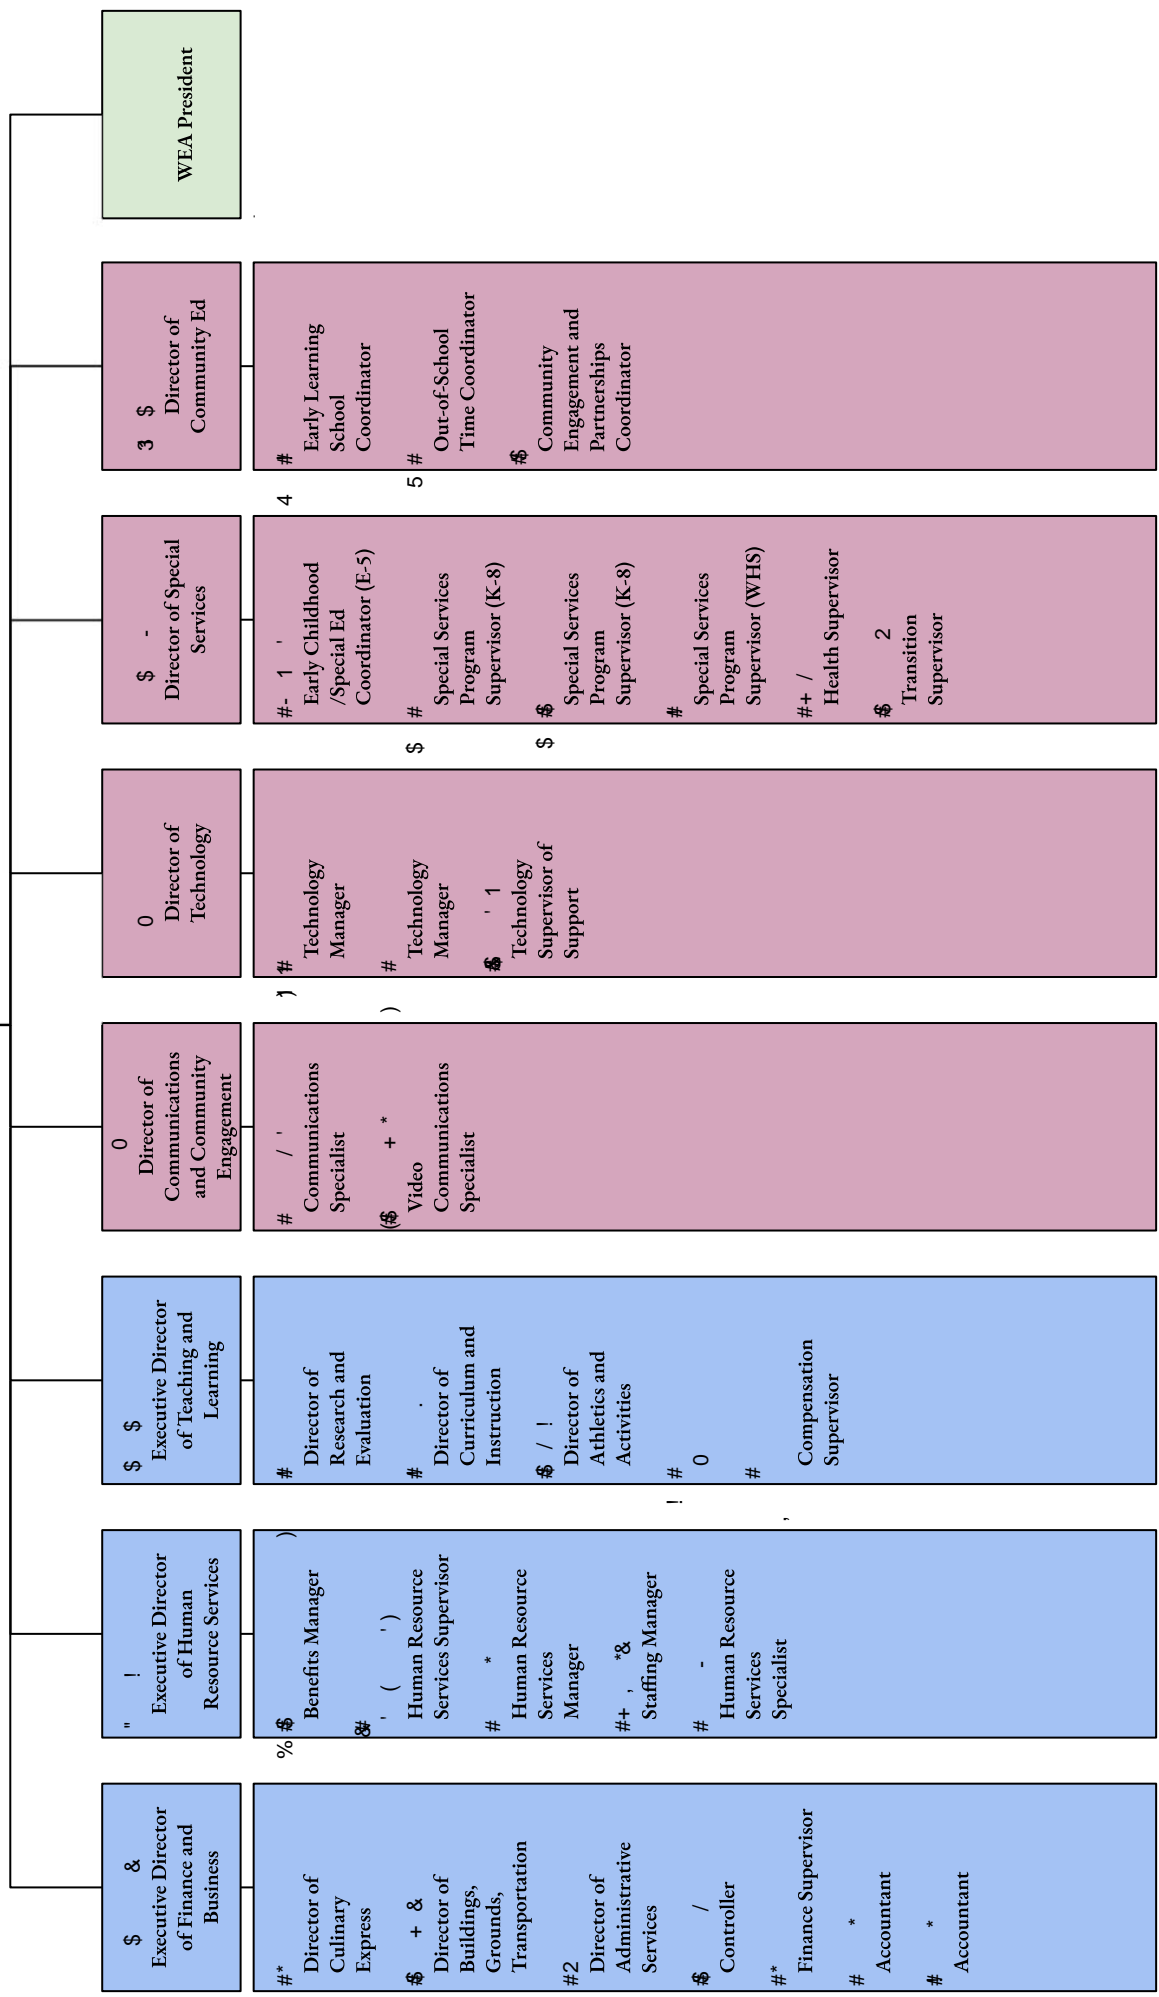 Executive Director
of Finance and
Business
Director of
Culinary
Express
Director of
Buildings,
Grounds,
Transportation
Director of
Administrative
Services
Controller
Finance Supervisor
Accountant
Accountant
Executive Director
of Human
Resource Services
Benefits Manager
Human Resource
Services Supervisor
Human Resource
Services
Manager
Staffing Manager
Human Resource
Services
Specialist
Executive Director
of Teaching and
Learning
Director of
Research and
Evaluation
Director of
Curriculum and
Instruction
Director of
Athletics and
Activities
Compensation
Supervisor
Director of
Communications
and Community
Engagement
Communications
Specialist
Video
Communications
Specialist
Director of
Technology
Technology
Manager
Technology
Manager
Technology
Supervisor of
Support
Director of Special
Services
Early Childhood
/Special Ed
Coordinator (E-5)
Special Services
Program
Supervisor (K-8)
Special Services
Program
Supervisor (K-8)
Special Services
Program
Supervisor (WHS)
Health Supervisor
Transition
Supervisor
Director of
Community Ed
Early Learning
School
Coordinator
Out-of-School
Time Coordinator
Community
Engagement and
Partnerships
Coordinator
WEA President